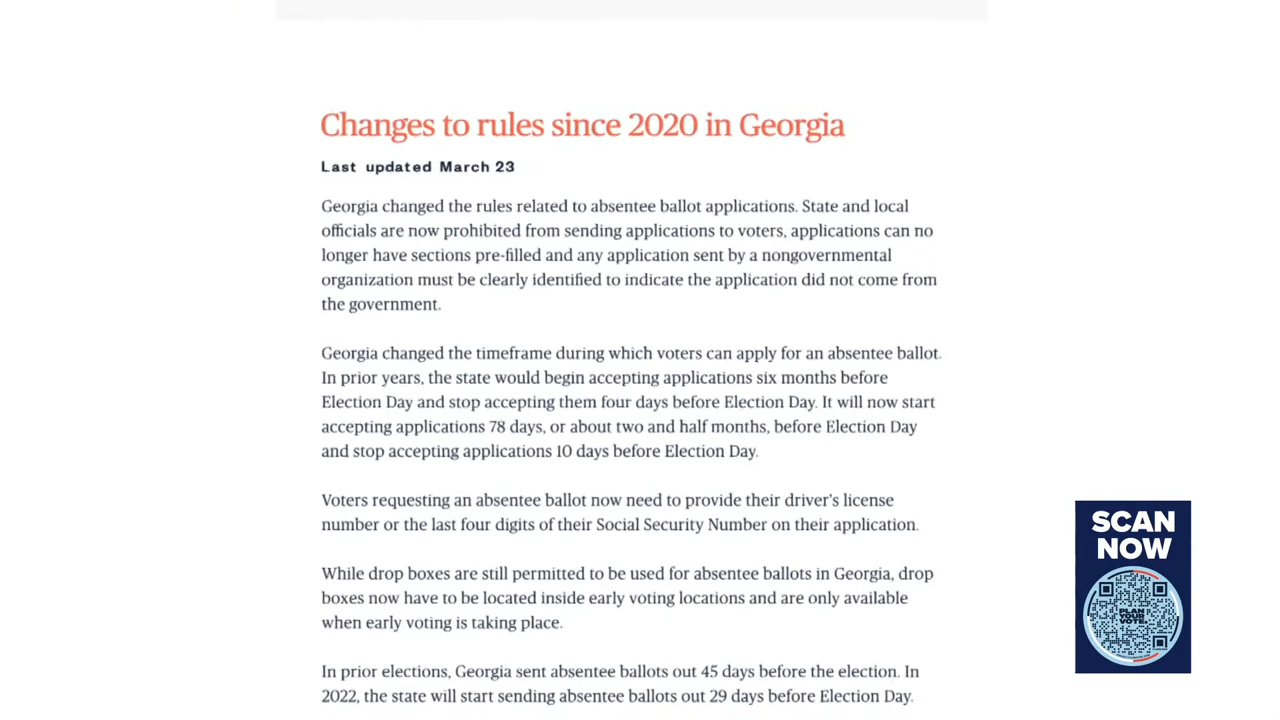 Changes to rules since 2020 in Georgia
Last updated March 23
Georgia changed the rules related to absentee ballot applications. State and local
officials are now prohibited from sending applications to voters, applications can no
longer have sections pre-filled and any application sent by a nongovernmental
organization must be clearly identified to indicate the application did not come from
the government.
Georgia changed the timeframe during which voters can apply for an absentee ballot.
In prior years, the state would begin accepting applications six months before
Election Day and stop accepting them four days before Election Day. It will now start
accepting applications 78 days, or about two and half months, before Election Day
and stop accepting applications 10 days before Election Day.
Voters requesting an absentee ballot now need to provide their driver's license
number or the last four digits of their Social Security Number on their application.
While drop boxes are still permitted to be used for absentee ballots in Georgia, drop
boxes now have to be located inside early voting locations and are only available
when early voting is taking place.
In prior elections, Georgia sent absentee ballots out 45 days before the election. In
2022, the state will start sending absentee ballots out 29 days before Election Day.
SCAN
NOW
PLAN
YOUR
VOTE.